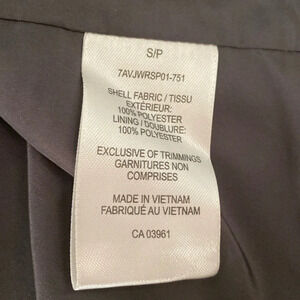 S/P
7AVJWRSP01-751
SHELL FABRIC / TISSU
EXTÉRIEUR:
100% POLYESTER
LINING / DOUBLURE:
100% POLYESTER
EXCLUSIVE OF TRIMMINGS
GARNITURES NON
COMPRISES
MADE IN VIETNAM
FABRIQUÉ AU VIETNAM
CA 03961